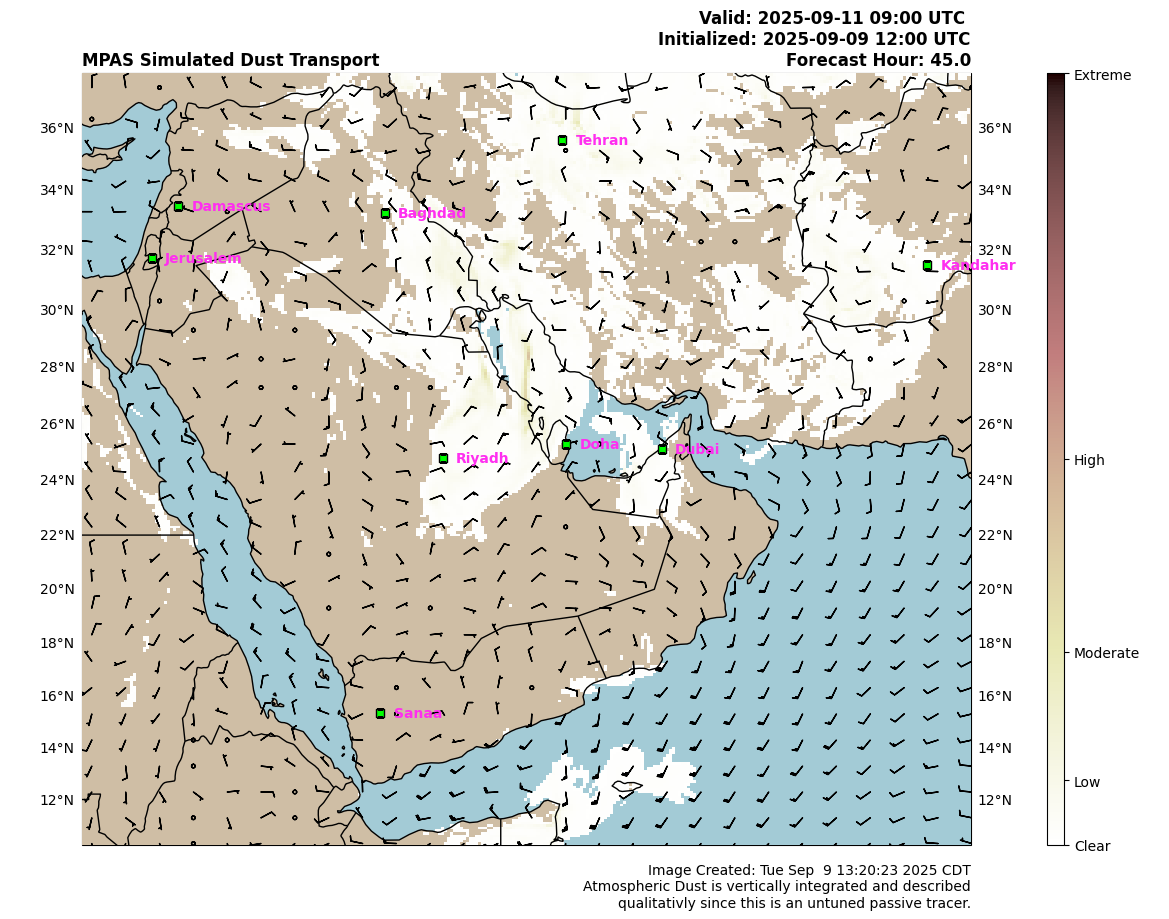 Valid: 2025-09-11 09:00 UTC
Initialized: 2025-09-09 12:00 UTC
MPAS Simulated Dust Transport
Forecast Hour: 45.0
Extreme
36°N
36°N
Tehran
34°N
34°N
Damascus
Baghdad
32°N
32°N
Jerusalem
Kandahar
30°N
30°N
28°N
28°N
26°N
26°N
Doha
Dubai
Riyadh
High
24°N
24°N
22°N
22°N
20°N
20°N
18°N
18°N
Moderate
16°N
16°N
Sanaa
14°N
14°N
Low
12°N
12°N
Clear
Image Created: Tue Sep  9 13:20:23 2025 CDT
Atmospheric Dust is vertically integrated and described
qualitativly since this is an untuned passive tracer.